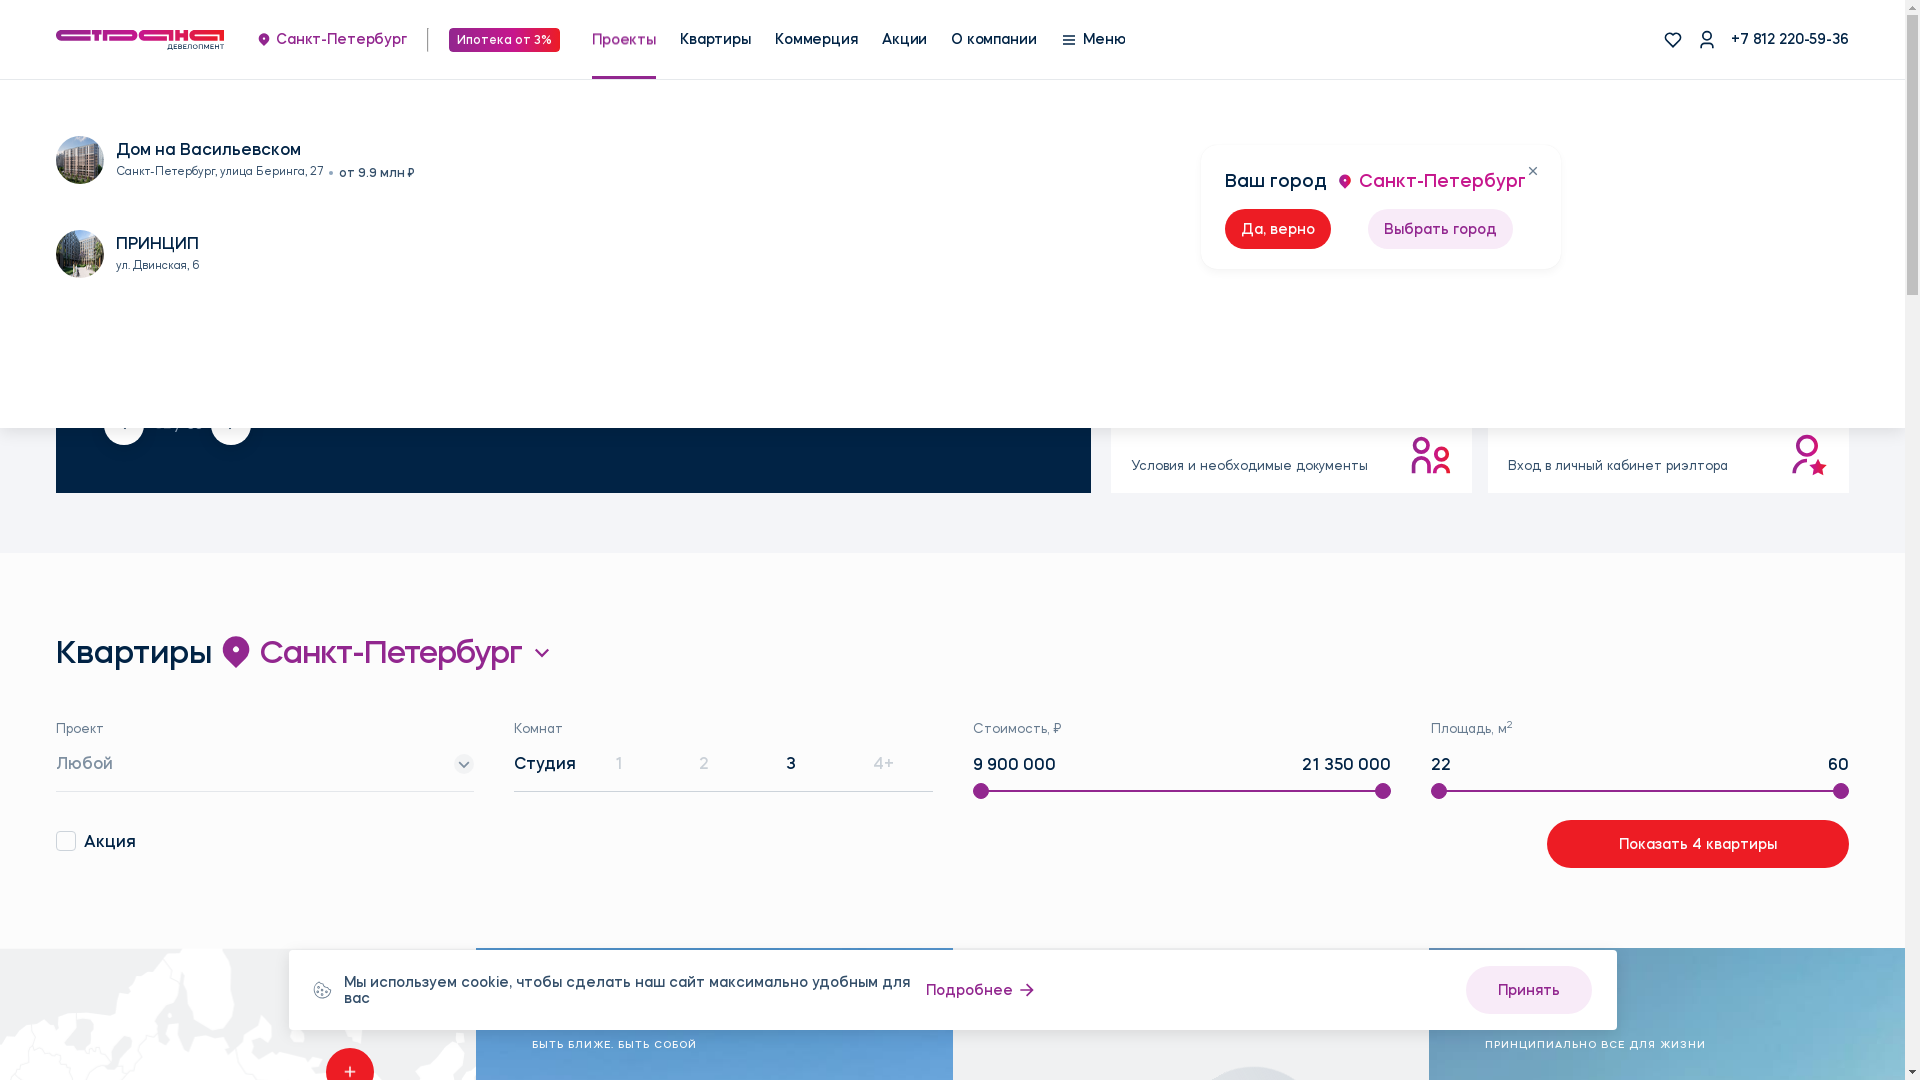 страна
ДЕВЕЛОПМЕНТ
Санкт-Петербург
Ипотека от 3%
Проекты
Квартиры
Коммерция
Акции
О компании
Меню
+7 812 220-59-36
Дом на Васильевском
Санкт-Петербург, улица Беринга, 27 • от 9.9 млн ₽
ПРИНЦИП
ул. Двинская, 6
Ваш город Санкт-Петербург
Да, верно
Выбрать город
Условия и необходимые документы
Вход в личный кабинет риэлтора
Квартиры Санкт-Петербург
Проект
Любой
Комнат
Студия 1 2 3 4+
Стоимость, ₽
9 900 000 21 350 000
Площадь, м²
22 60
Акция
Показать 4 квартиры
Мы используем cookie, чтобы сделать наш сайт максимально удобным для
вас
Подробнее
Принять
БЫТЬ БЛИЖЕ. БЫТЬ СОБОЙ
ПРИНЦИПИАЛЬНО ВСЕ ДЛЯ ЖИЗНИ